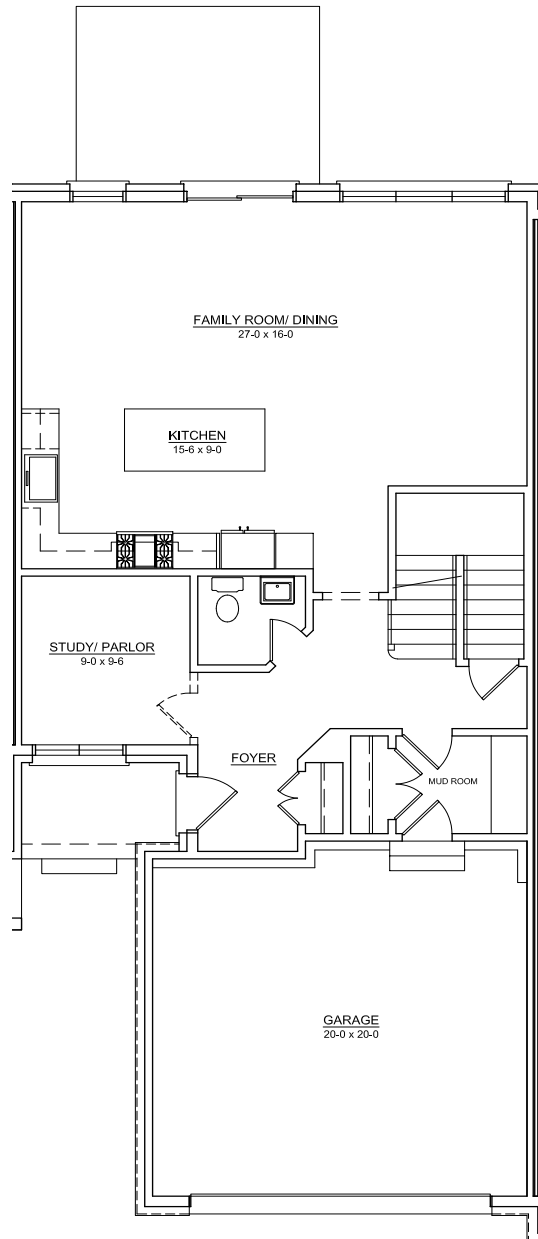 FAMILY ROOM/ DINING
27-0 x 16-0
KITCHEN
15-6 x 9-0
STUDY/ PARLOR
9-0 x 9-6
FOYER
MUD ROOM
GARAGE
20-0 x 20-0